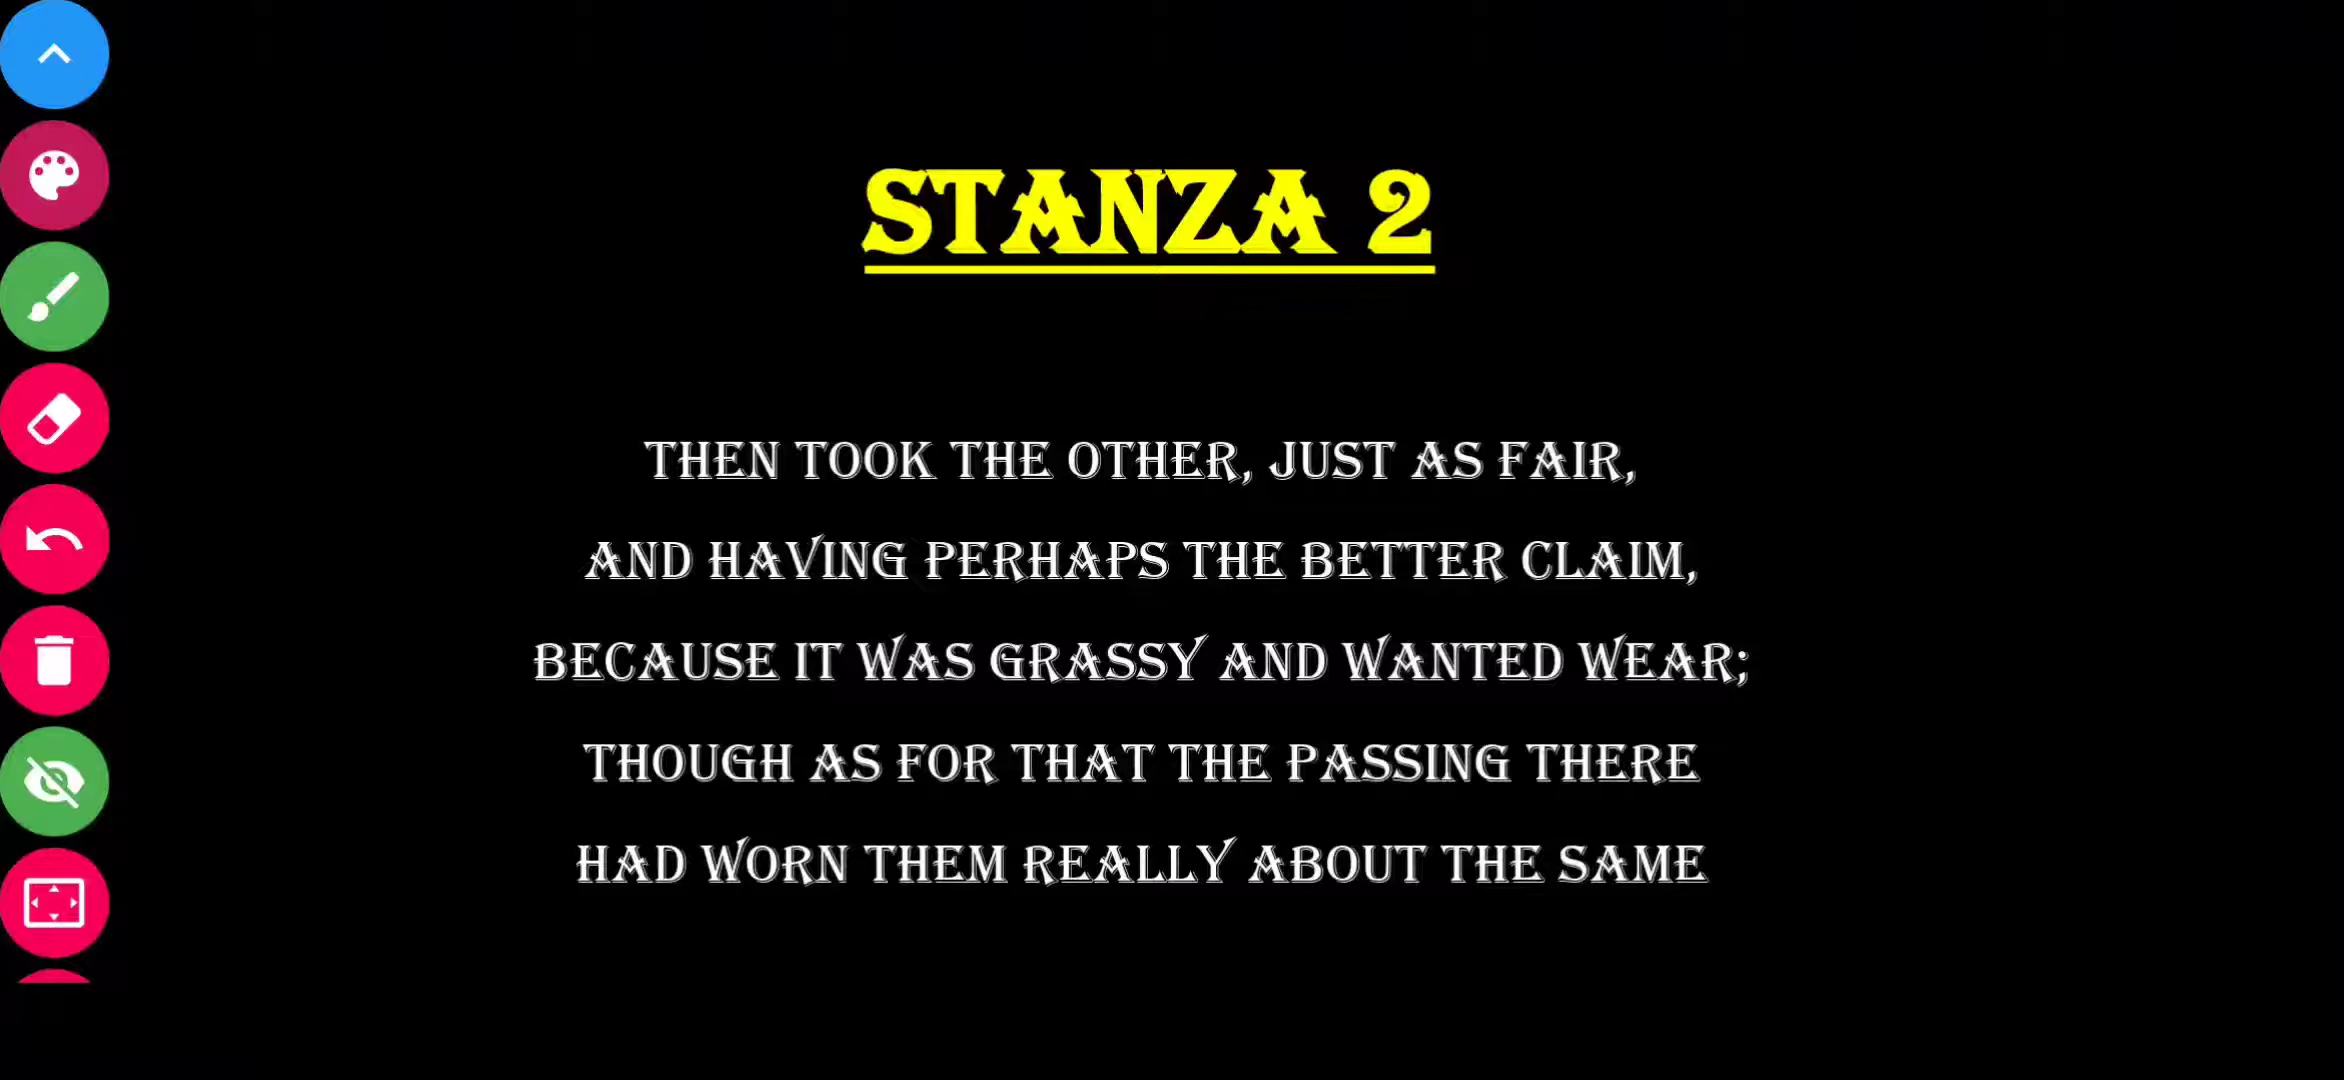 STANZA 2
THEN TOOK THE OTHER, JUST AS FAIR,
AND HAVING PERHAPS THE BETTER CLAIM,
BECAUSE IT WAS GRASSY AND WANTED WEAR;
THOUGH AS FOR THAT THE PASSING THERE
HAD WORN THEM REALLY ABOUT THE SAME